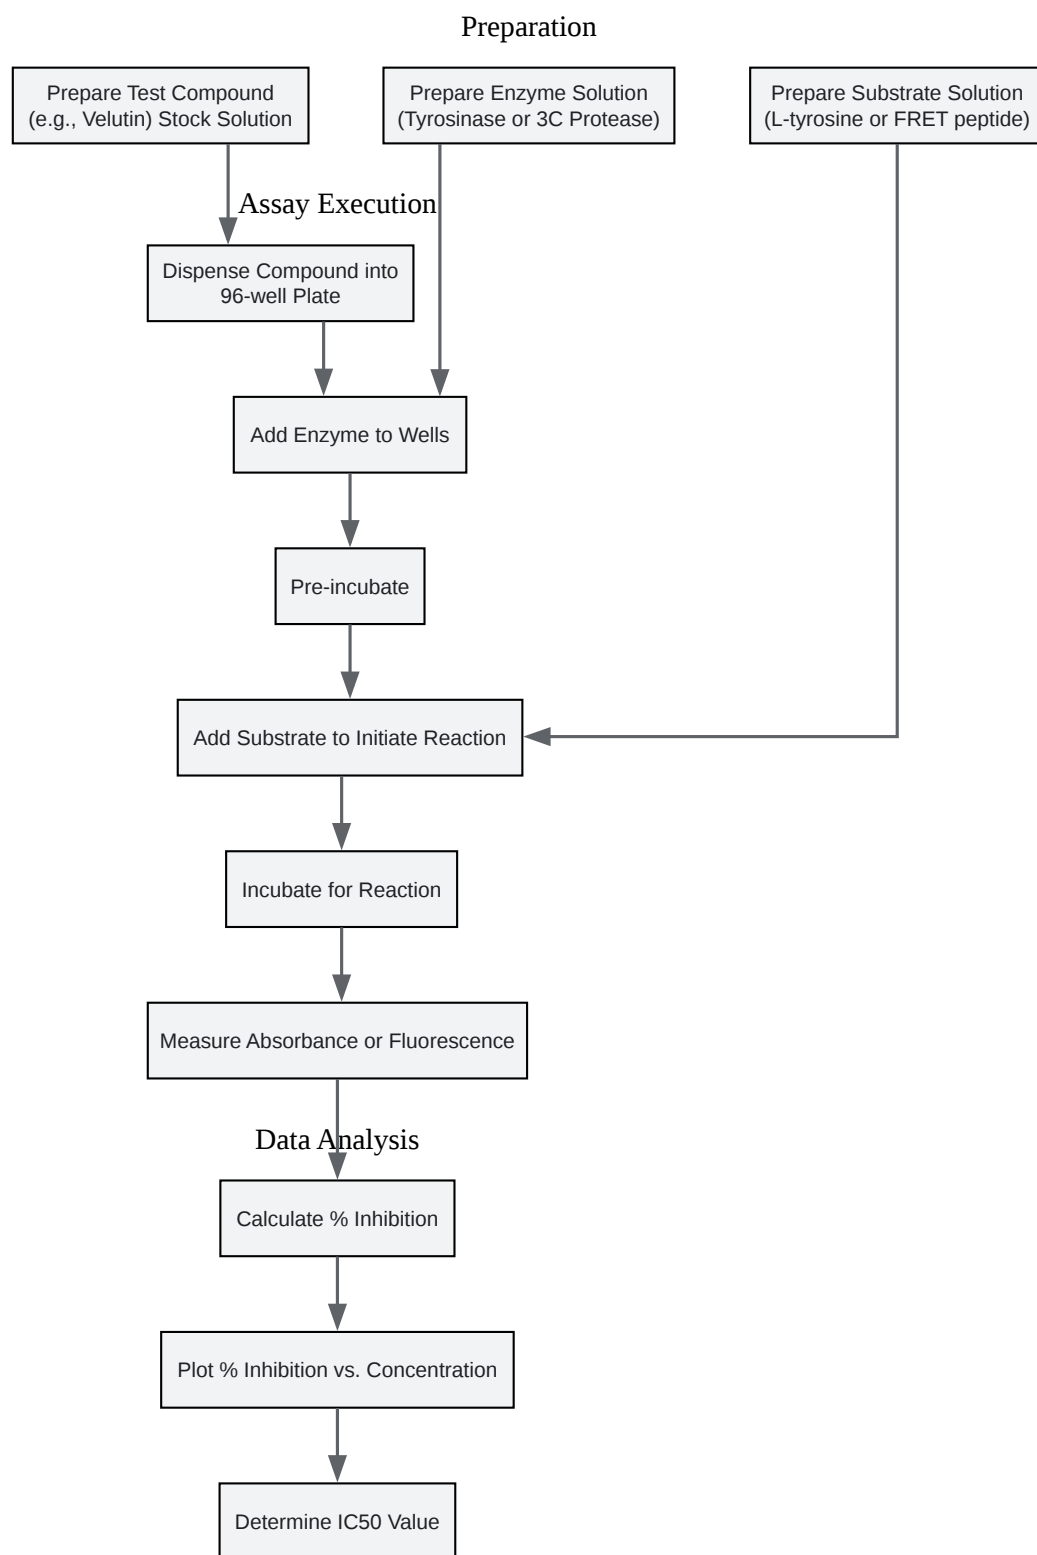 Preparation
Prepare Test Compound
(e.g., Velutin) Stock Solution
Prepare Enzyme Solution
(Tyrosinase or 3C Protease)
Prepare Substrate Solution
(L-tyrosine or FRET peptide)
Assay Execution
Dispense Compound into
96-well Plate
Add Enzyme to Wells
Pre-incubate
Add Substrate to Initiate Reaction
Incubate for Reaction
Measure Absorbance or Fluorescence
Data Analysis
Calculate % Inhibition
Plot % Inhibition vs. Concentration
Determine IC50 Value